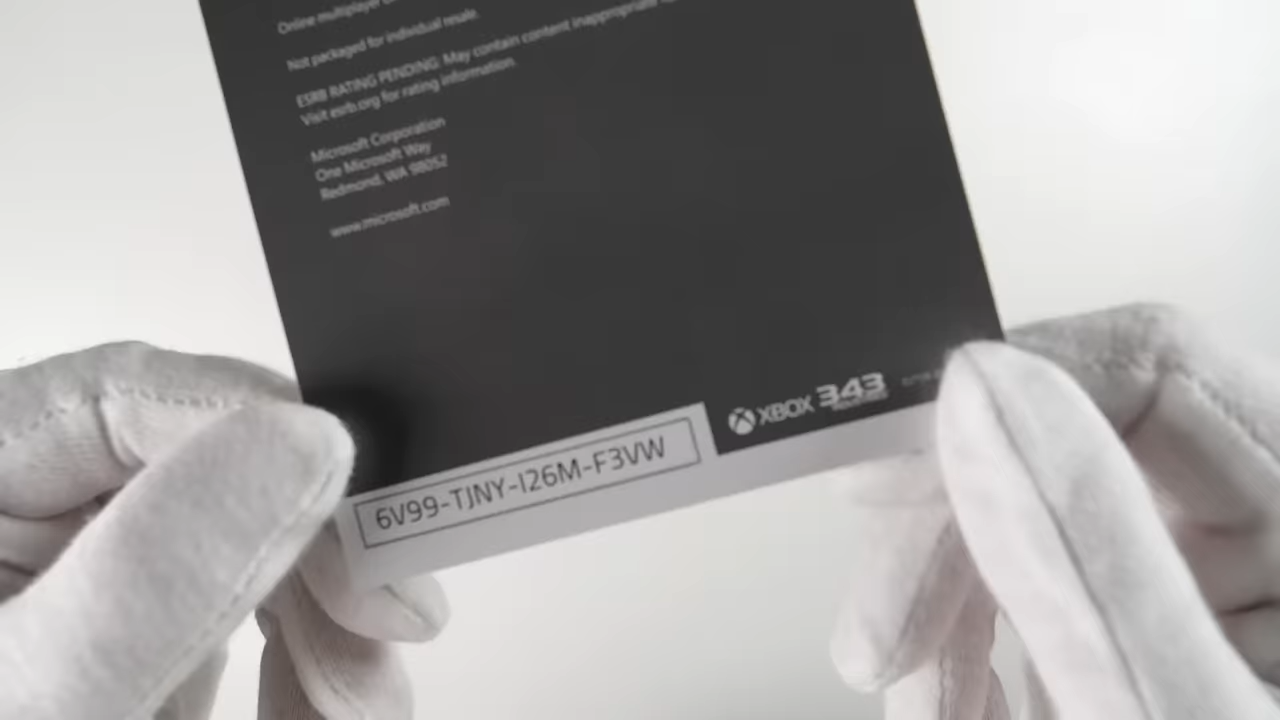 Online multiplayer
Not packaged for individual resale.
ESRB RATING PENDING: May contain content inappropriate
Visit esrb.org for rating information.
Microsoft Corporation
One Microsoft Way
Redmond, WA 98052
www.microsoft.com
XBOX 343 INDUSTRIES
6V99-TJNY-I26M-F3VW